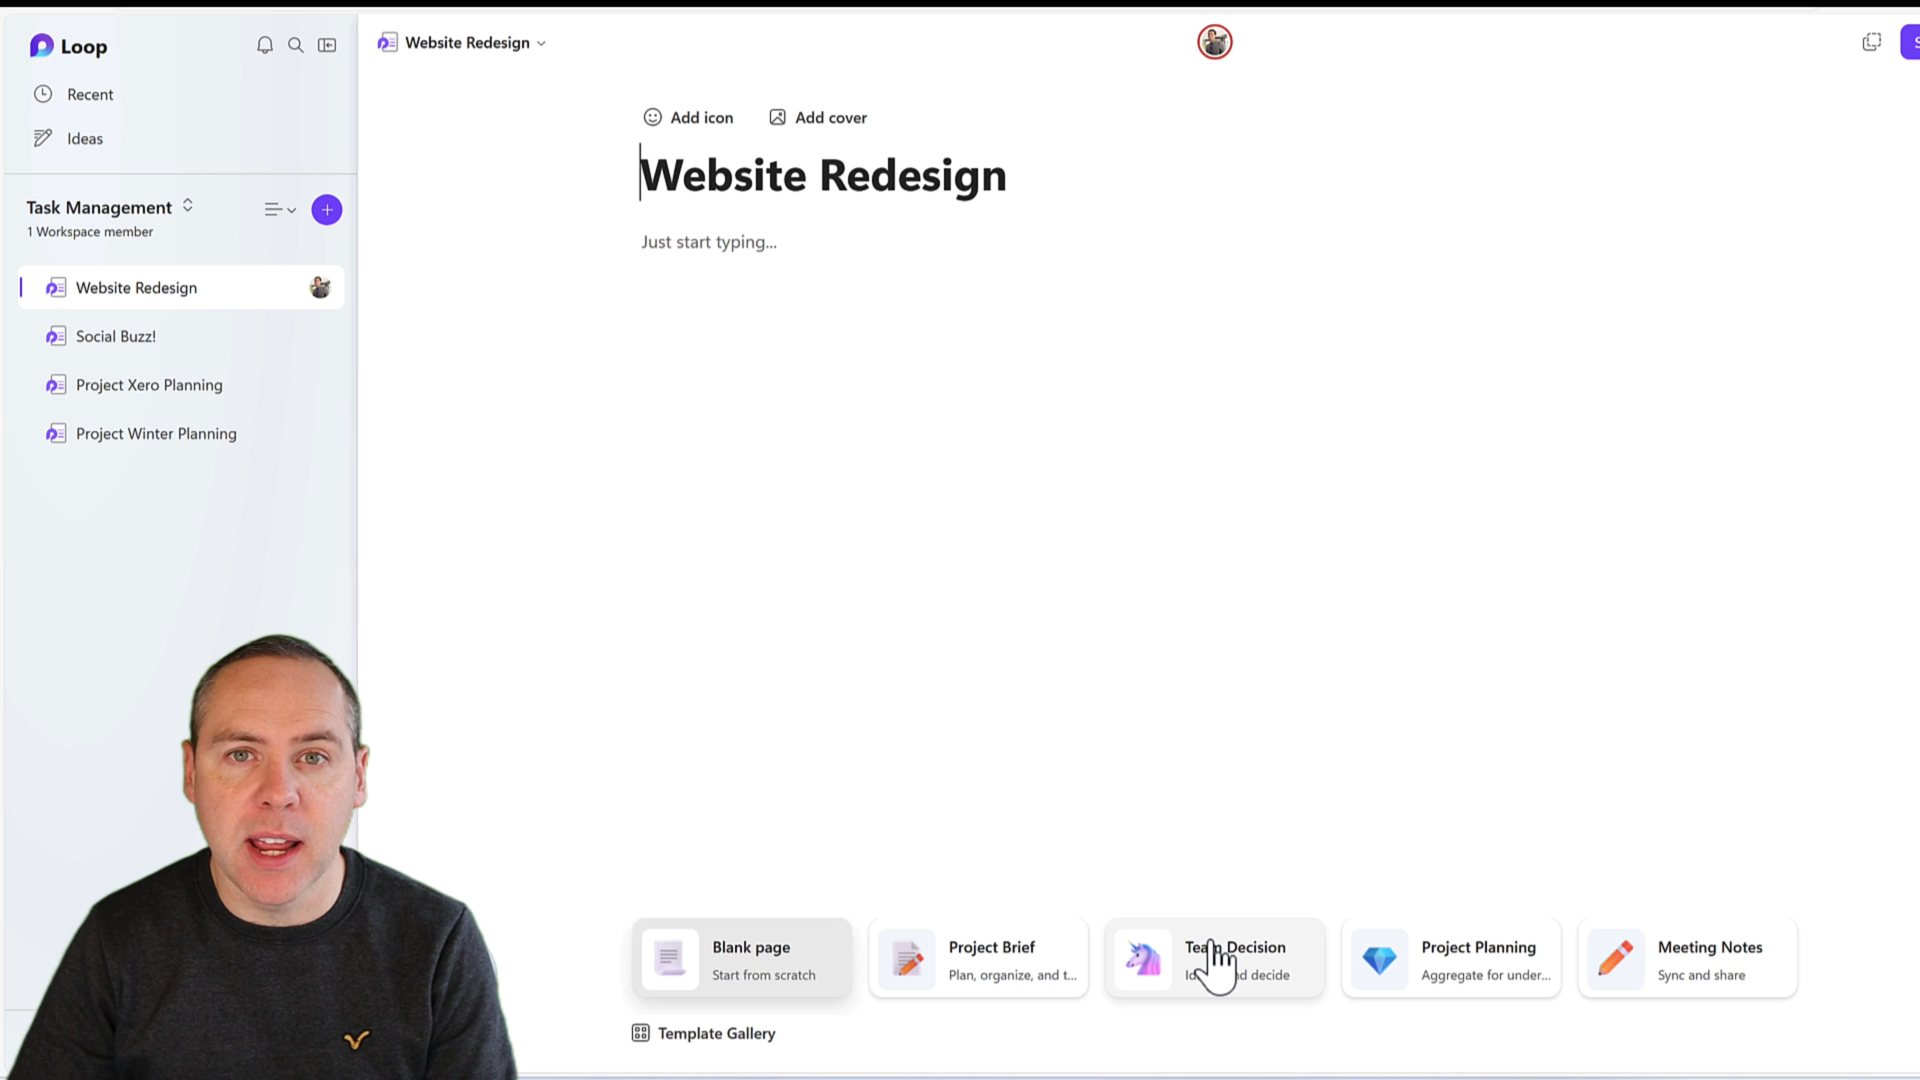 Loop
Recent
Ideas
Task Management
1 Workspace member
Website Redesign
Social Buzz!
Project Xero Planning
Project Winter Planning
Website Redesign
Add icon
Add cover
Website Redesign
Just start typing...
Blank page
Start from scratch
Project Brief
Plan, organize, and t...
Team Decision
decide
Project Planning
Aggregate for under...
Meeting Notes
Sync and share
Template Gallery